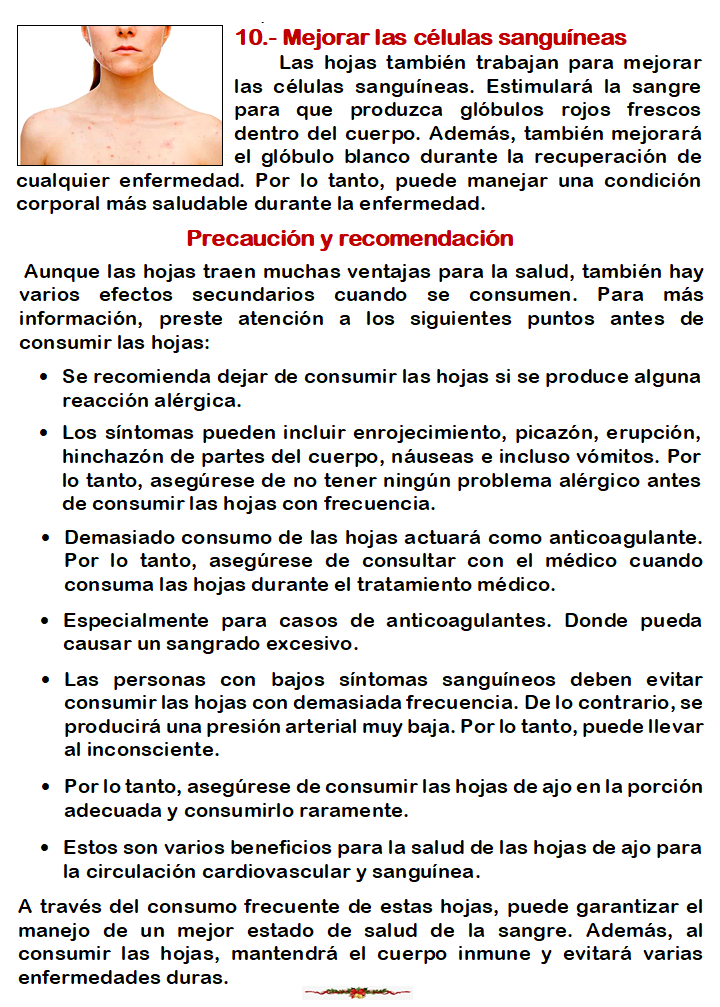 10.- Mejorar las células sanguíneas
Las hojas también trabajan para mejorar
las células sanguíneas. Estimulará la sangre
para que produzca glóbulos rojos frescos
dentro del cuerpo. Además, también mejorará
el glóbulo blanco durante la recuperación de
cualquier enfermedad. Por lo tanto, puede manejar una condición
corporal más saludable durante la enfermedad.
Precaución y recomendación
Aunque las hojas traen muchas ventajas para la salud, también hay
varios efectos secundarios cuando se consumen. Para más
información, preste atención a los siguientes puntos antes de
consumir las hojas:
• Se recomienda dejar de consumir las hojas si se produce alguna
reacción alérgica.
• Los síntomas pueden incluir enrojecimiento, picazón, erupción,
hinchazón de partes del cuerpo, náuseas e incluso vómitos. Por
lo tanto, asegúrese de no tener ningún problema alérgico antes
de consumir las hojas con frecuencia.
• Demasiado consumo de las hojas actuará como anticoagulante.
Por lo tanto, asegúrese de consultar con el médico cuando
consuma las hojas durante el tratamiento médico.
• Especialmente para casos de anticoagulantes. Donde pueda
causar un sangrado excesivo.
• Las personas con bajos síntomas sanguíneos deben evitar
consumir las hojas con demasiada frecuencia. De lo contrario, se
producirá una presión arterial muy baja. Por lo tanto, puede llevar
al inconsciente.
• Por lo tanto, asegúrese de consumir las hojas de ajo en la porción
adecuada y consumirlo raramente.
• Estos son varios beneficios para la salud de las hojas de ajo para
la circulación cardiovascular y sanguínea.
A través del consumo frecuente de estas hojas, puede garantizar el
manejo de un mejor estado de salud de la sangre. Además, al
consumir las hojas, mantendrá el cuerpo inmune y evitará varias
enfermedades duras.